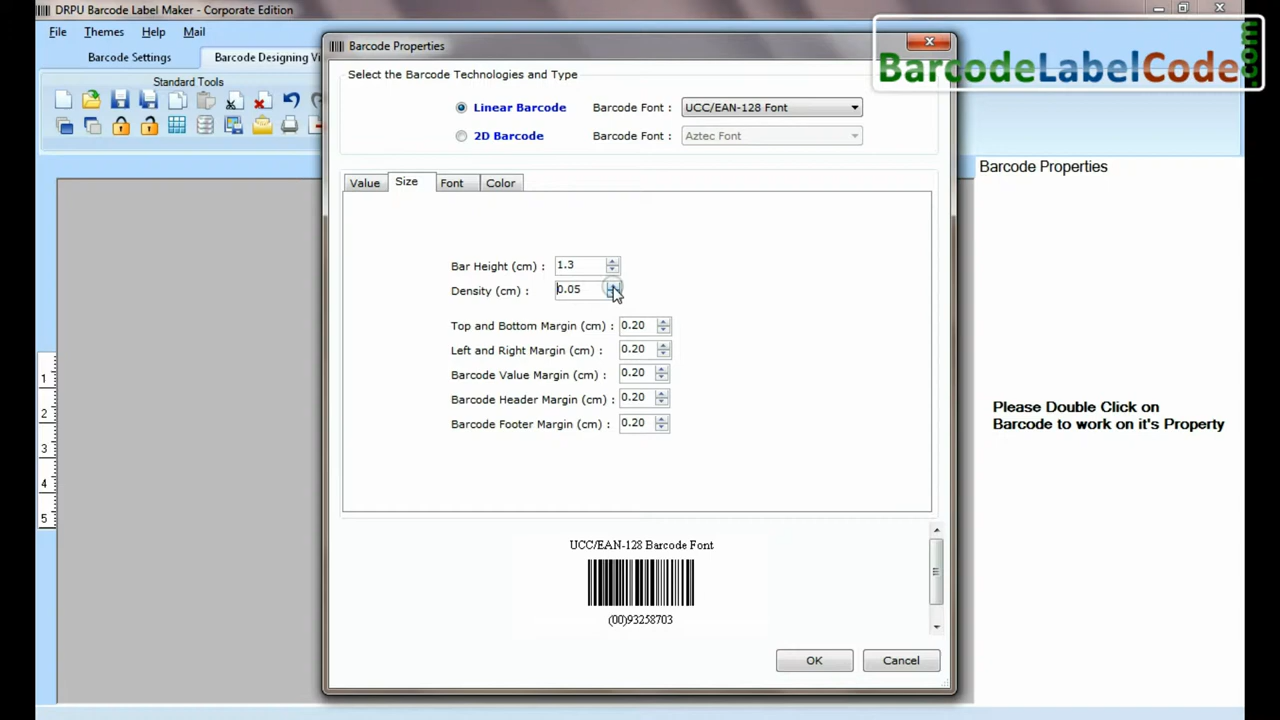 DRPU Barcode Label Maker - Corporate Edition
File Themes Help Mail
Barcode Settings
Barcode Designing Vi
Standard Tools
Barcode Properties
BarcodeLabelCode.com
Select the Barcode Technologies and Type
Linear Barcode Barcode Font : UCC/EAN-128 Font
2D Barcode Barcode Font : Aztec Font
Value Size Font Color
Bar Height (cm) : 1.3
Density (cm) : 0.05
Top and Bottom Margin (cm) : 0.20
Left and Right Margin (cm) : 0.20
Barcode Value Margin (cm) : 0.20
Barcode Header Margin (cm) : 0.20
Barcode Footer Margin (cm) : 0.20
UCC/EAN-128 Barcode Font
(00)93258703
OK Cancel
Barcode Properties
Please Double Click on
Barcode to work on it's Property
1
2
3
4
5